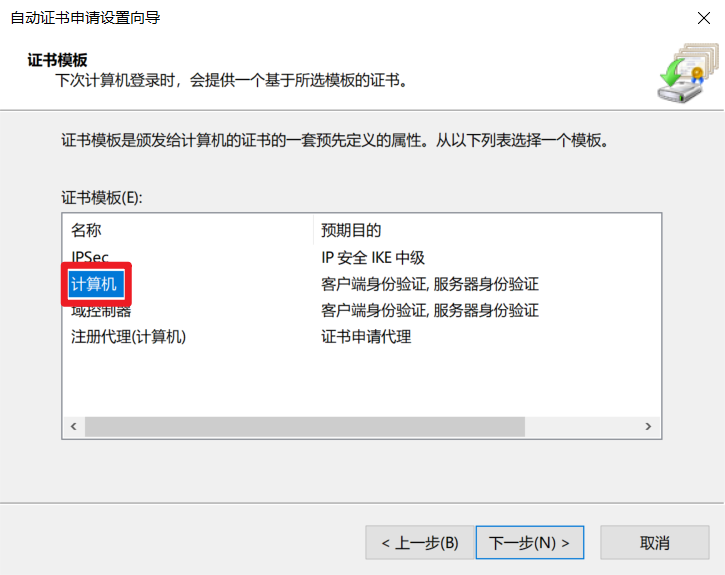 自动证书申请设置向导
证书模板
下次计算机登录时，会提供一个基于所选模板的证书。
证书模板是颁发给计算机的证书的一套预先定义的属性。从以下列表选择一个模板。
证书模板(E):
名称 预期目的
IPSec IP 安全 IKE 中级
计算机 客户端身份验证, 服务器身份验证
域控制器 客户端身份验证, 服务器身份验证
注册代理(计算机) 证书申请代理
< 上一步(B) 下一步(N) > 取消